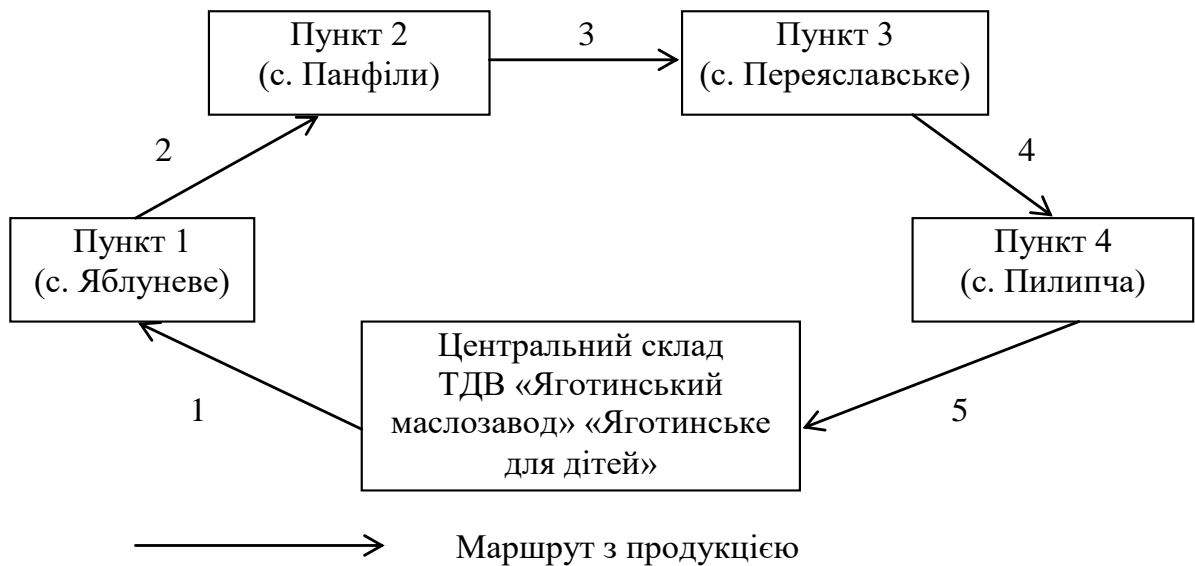 Пункт 2
(с. Панфіли)
3
Пункт 3
(с. Переяславське)
2
4
Пункт 1
(с. Яблуневе)
Пункт 4
(с. Пилипча)
Центральний склад
ТДВ «Яготинський
маслозавод» «Яготинське
для дітей»
1
5
Маршрут з продукцією